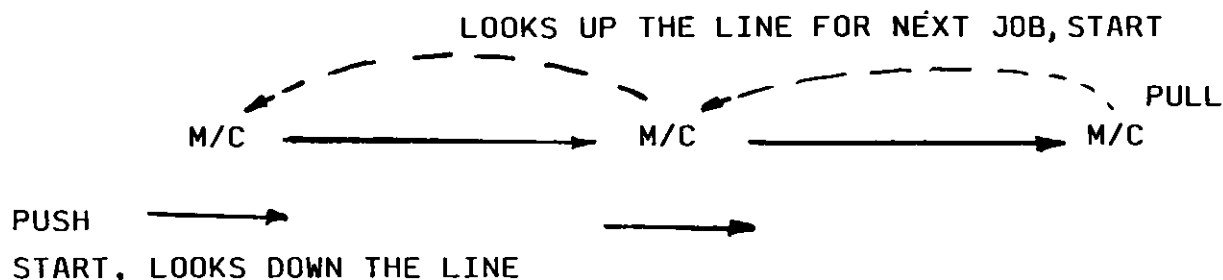 LOOKS UP THE LINE FOR NEXT JOB, START
PULL
M/C M/C M/C
PUSH
START, LOOKS DOWN THE LINE